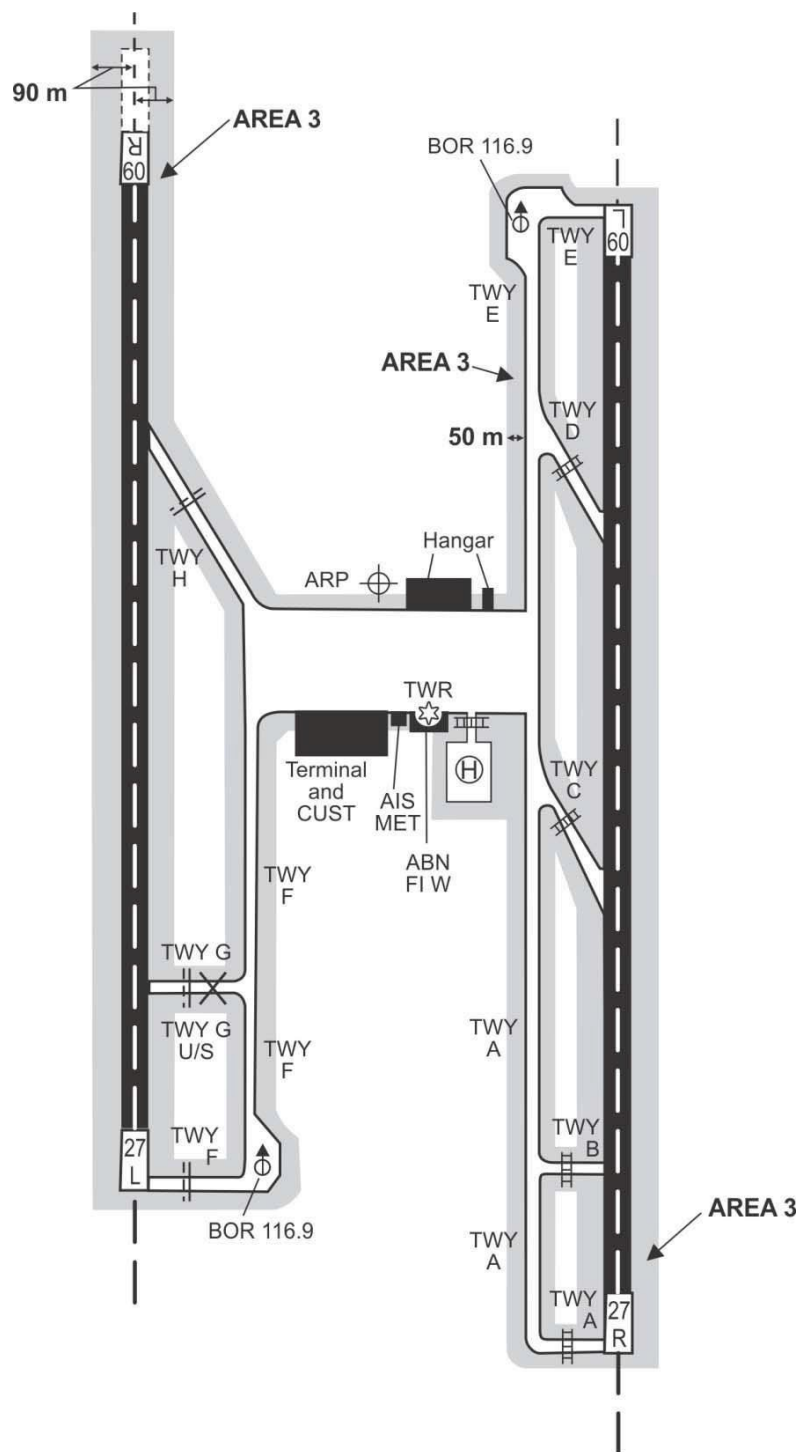 90 m
AREA 3
09
R
BOR 116.9
09
L
TWY
E
TWY
E
AREA 3
50 m
TWY
D
Hangar
ARP
TWY
H
TWR
H
Terminal
and
CUST
AIS
MET
ABN
FI W
TWY
C
TWY
F
TWY G
TWY G
U/S
TWY
F
TWY
A
TWY
F
TWY
B
27
L
BOR 116.9
AREA 3
TWY
A
TWY
A
27
R